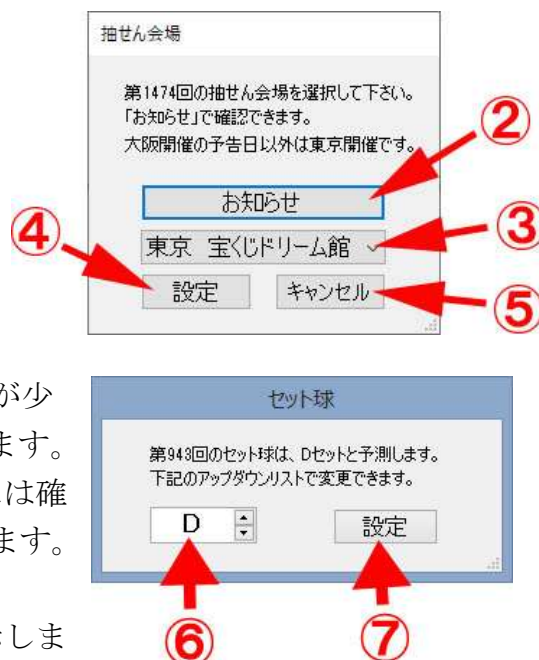 抽せん会場
第1474回の抽せん会場を選択して下さい。
「お知らせ」で確認できます。
大阪開催の予告日以外は東京開催です。
②
お知らせ
③
東京 宝くじドリーム館
④
設定
キャンセル
⑤
が少
ます。
は確
ます。
しま
セット球
第943回のセット球は、Dセットと予測します。
下記のアップダウンリストで変更できます。
D
設定
⑥
⑦